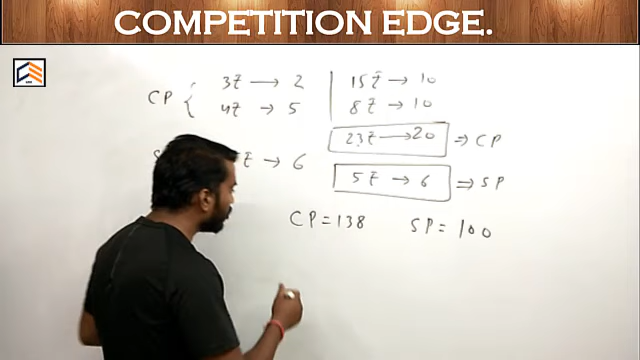 COMPETITION EDGE.
CP { 3₹ → 2 | 15₹ → 10
4₹ → 5 | 8₹ → 10
23₹ → 20 ⇒ CP
₹ → 6
5₹ → 6 ⇒ SP
CP = 138 SP = 100